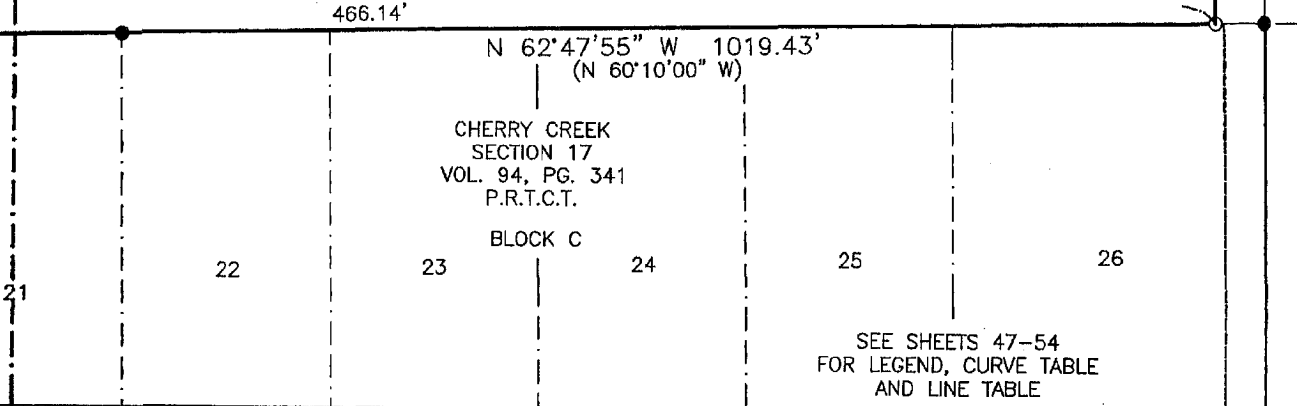 466.14'
N 62°47'55" W 1019.43'
(N 60°10'00" W)
CHERRY CREEK
SECTION 17
VOL. 94, PG. 341
P.R.T.C.T.
BLOCK C
21
22
23
24
25
26
SEE SHEETS 47-54
FOR LEGEND, CURVE TABLE
AND LINE TABLE